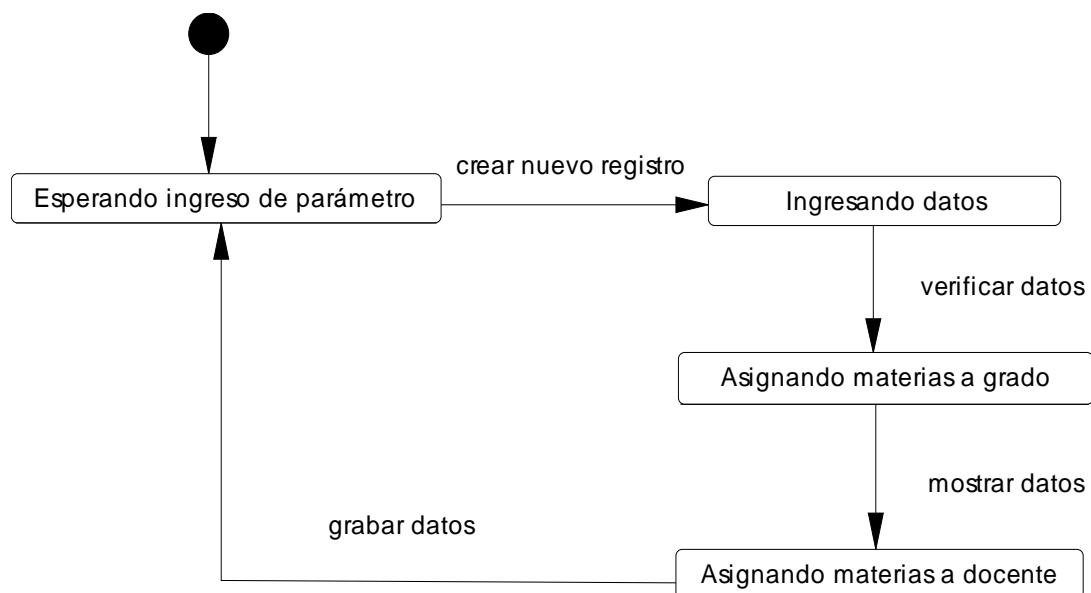 crear nuevo registro
Esperando ingreso de parámetro
Ingresando datos
verificar datos
Asignando materias a grado
mostrar datos
grabar datos
Asignando materias a docente